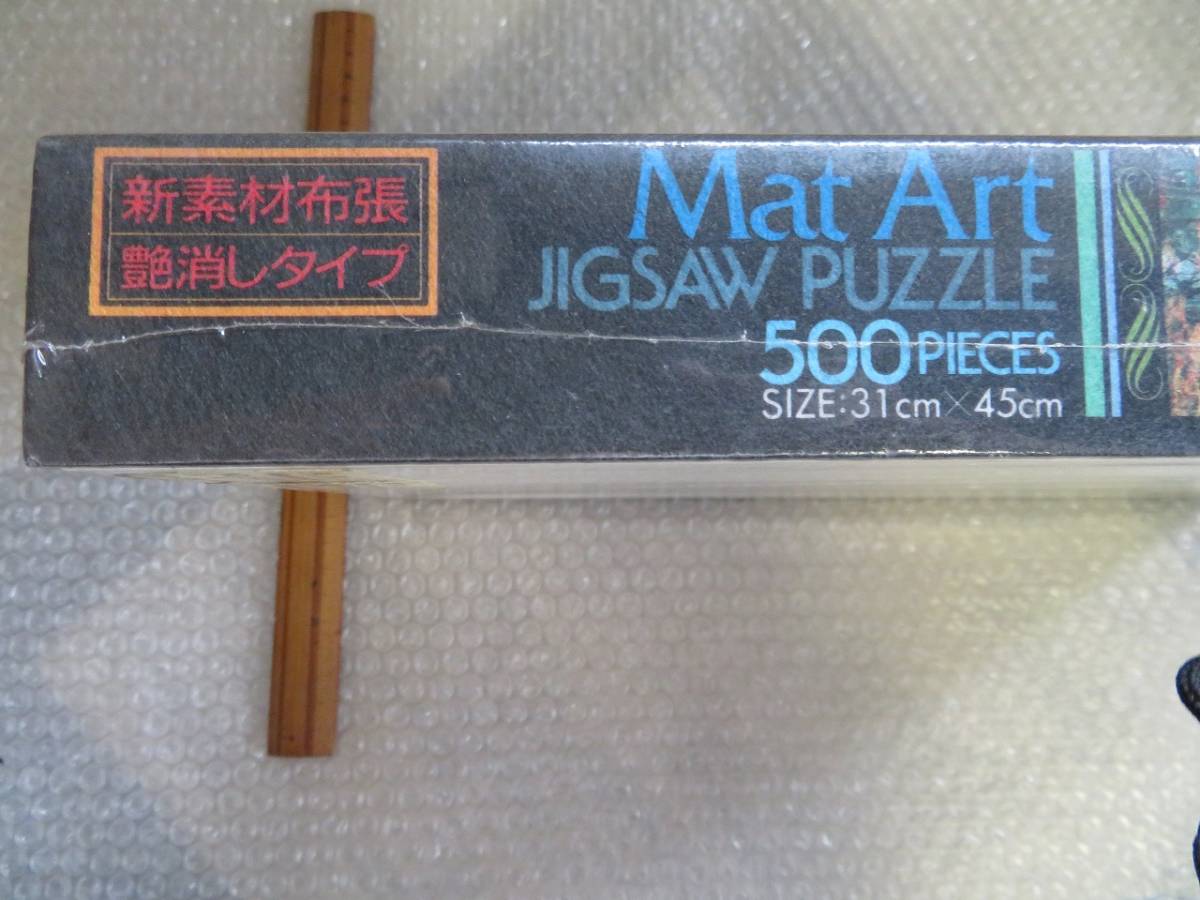 新素材布張
艶消しタイプ
Mat Art
JIGSAW PUZZLE
500 PIECES
SIZE:31cm×45cm